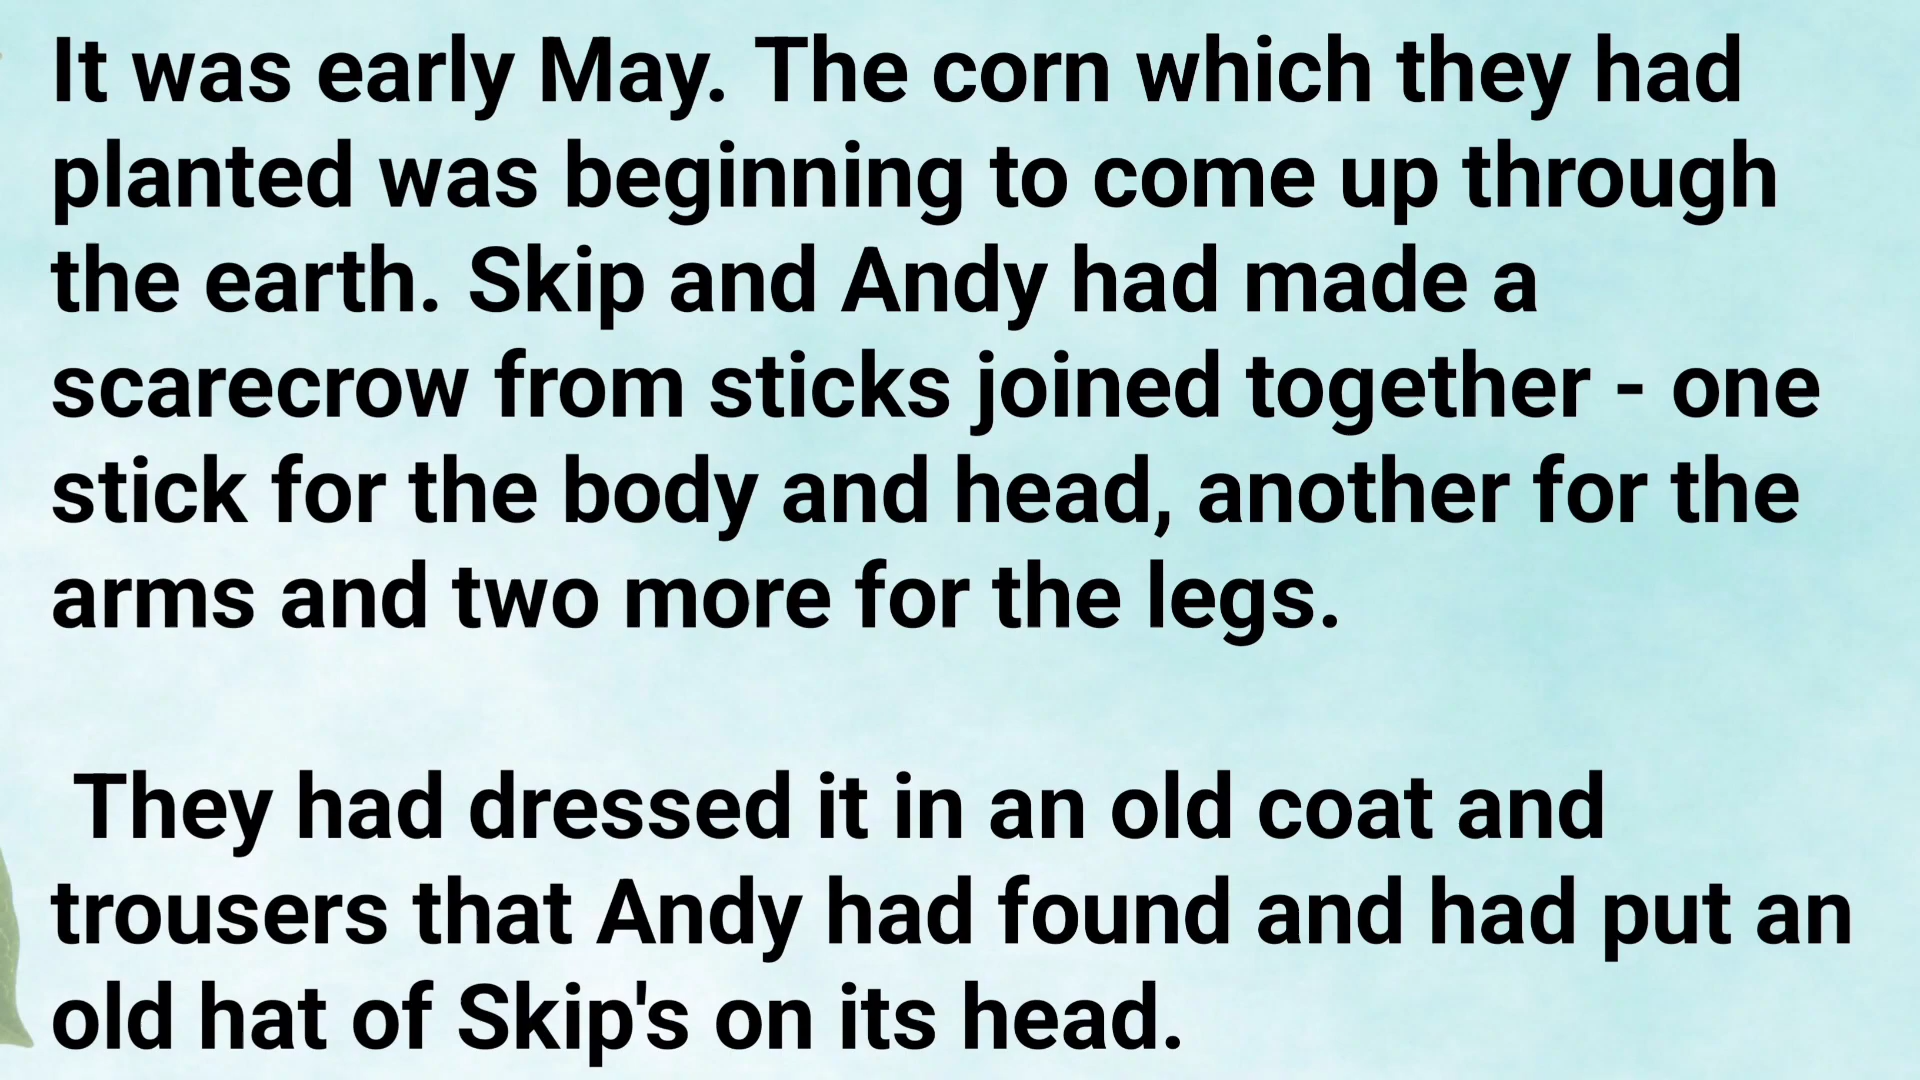 It was early May. The corn which they had
planted was beginning to come up through
the earth. Skip and Andy had made a
scarecrow from sticks joined together - one
stick for the body and head, another for the
arms and two more for the legs.
They had dressed it in an old coat and
trousers that Andy had found and had put an
old hat of Skip's on its head.